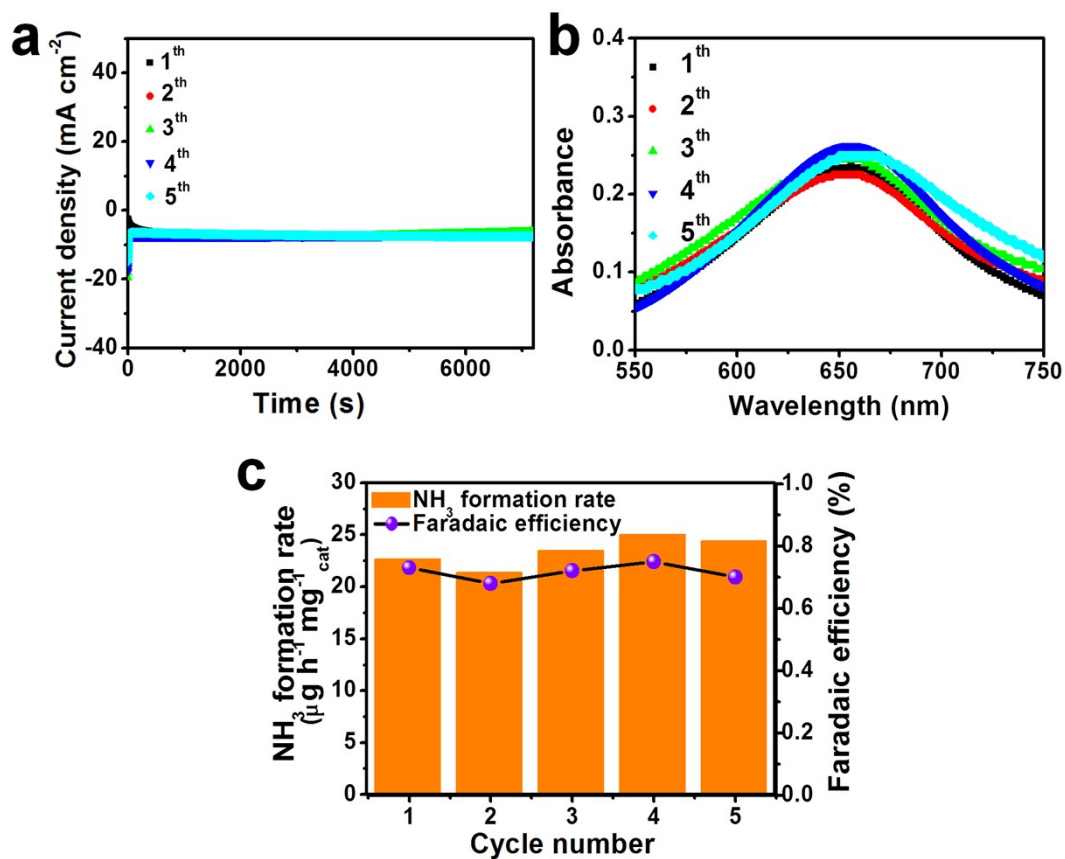 a
Current density (mA cm⁻²)
40
20
0
-20
-40
1th
2th
3th
4th
5th
0 2000 4000 6000
Time (s)
b
Absorbance
0.4
0.3
0.2
0.1
0.0
1th
2th
3th
4th
5th
550 600 650 700 750
Wavelength (nm)
c
NH₃ formation rate
(μg h⁻¹ mg⁻¹cat)
30
25
20
15
10
5
0
NH₃ formation rate
Faradaic efficiency
1.0
0.8
0.6
0.4
0.2
0.0
Faradaic efficiency (%)
1 2 3 4 5
Cycle number